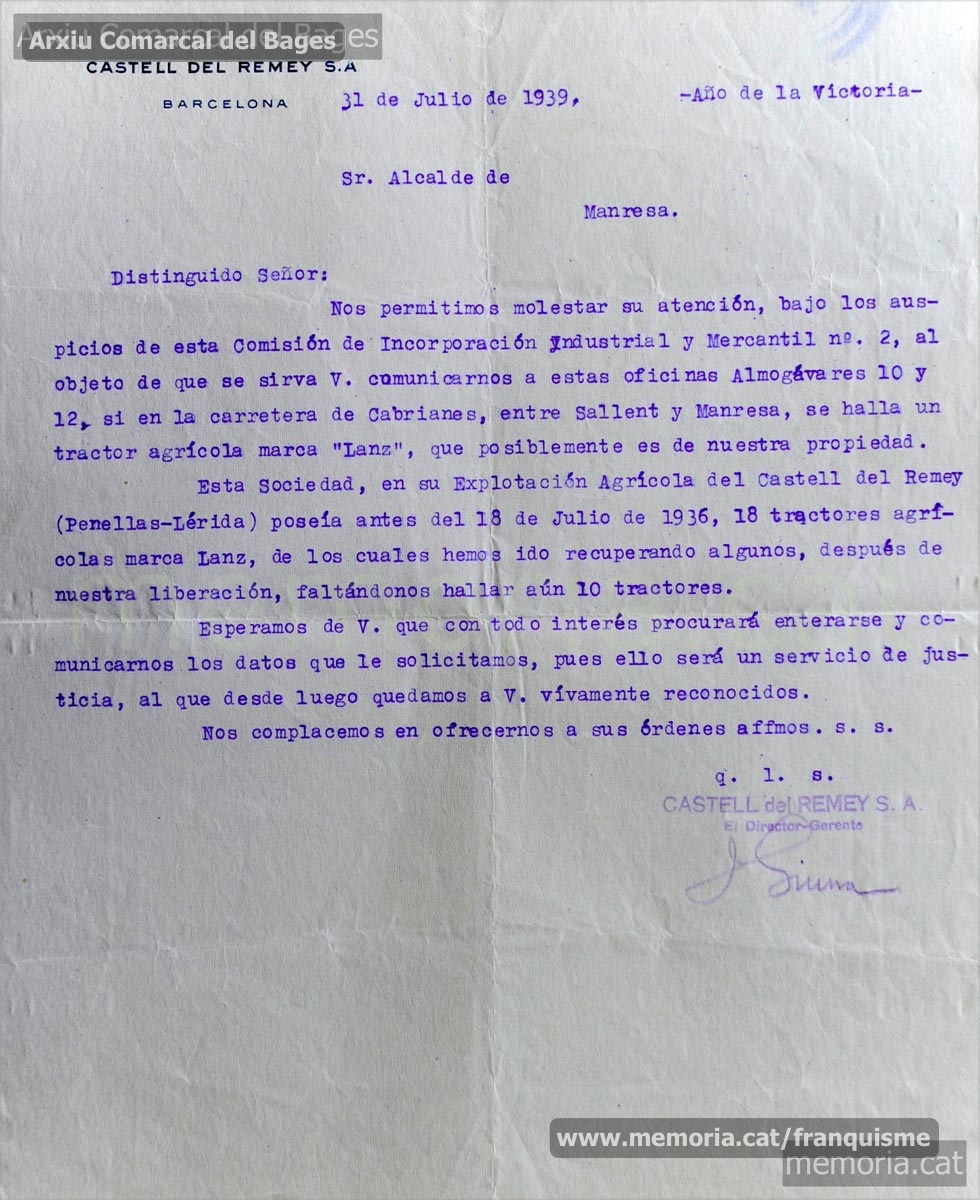 Arxiu Comarcal del Bages
CASTELL DEL REMEY S.A
BARCELONA
31 de Julio de 1939,
-Año de la Victoria-
Sr. Alcalde de
Manresa.
Distinguido Señor:
Nos permitimos molestar su atención, bajo los aus-
picios de esta Comisión de Incorporación Industrial y Mercantil nº. 2, al
objeto de que se sirva V. comunicarnos a estas oficinas Almogávares 10 y
12, si en la carretera de Cabrianes, entre Sallent y Manresa, se halla un
tractor agrícola marca "Lanz", que posiblemente es de nuestra propiedad.
Esta Sociedad, en su Explotación Agrícola del Castell del Remey
(Penellas-Lérida) poseía antes del 18 de Julio de 1936, 18 tractores agrí-
colas marca Lanz, de los cuales hemos ido recuperando algunos, después de
nuestra liberación, faltándonos hallar aún 10 tractores.
Esperamos de V. que con todo interés procurará enterarse y co-
municarnos los datos que le solicitamos, pues ello será un servicio de jus-
ticia, al que desde luego quedamos a V. vívamente reconocidos.
Nos complacemos en ofrecernos a sus órdenes affmos. s. s.
q. l. s.
CASTELL del REMEY S. A.
El Director-Gerente
www.memoria.cat/franquisme
memoria.cat